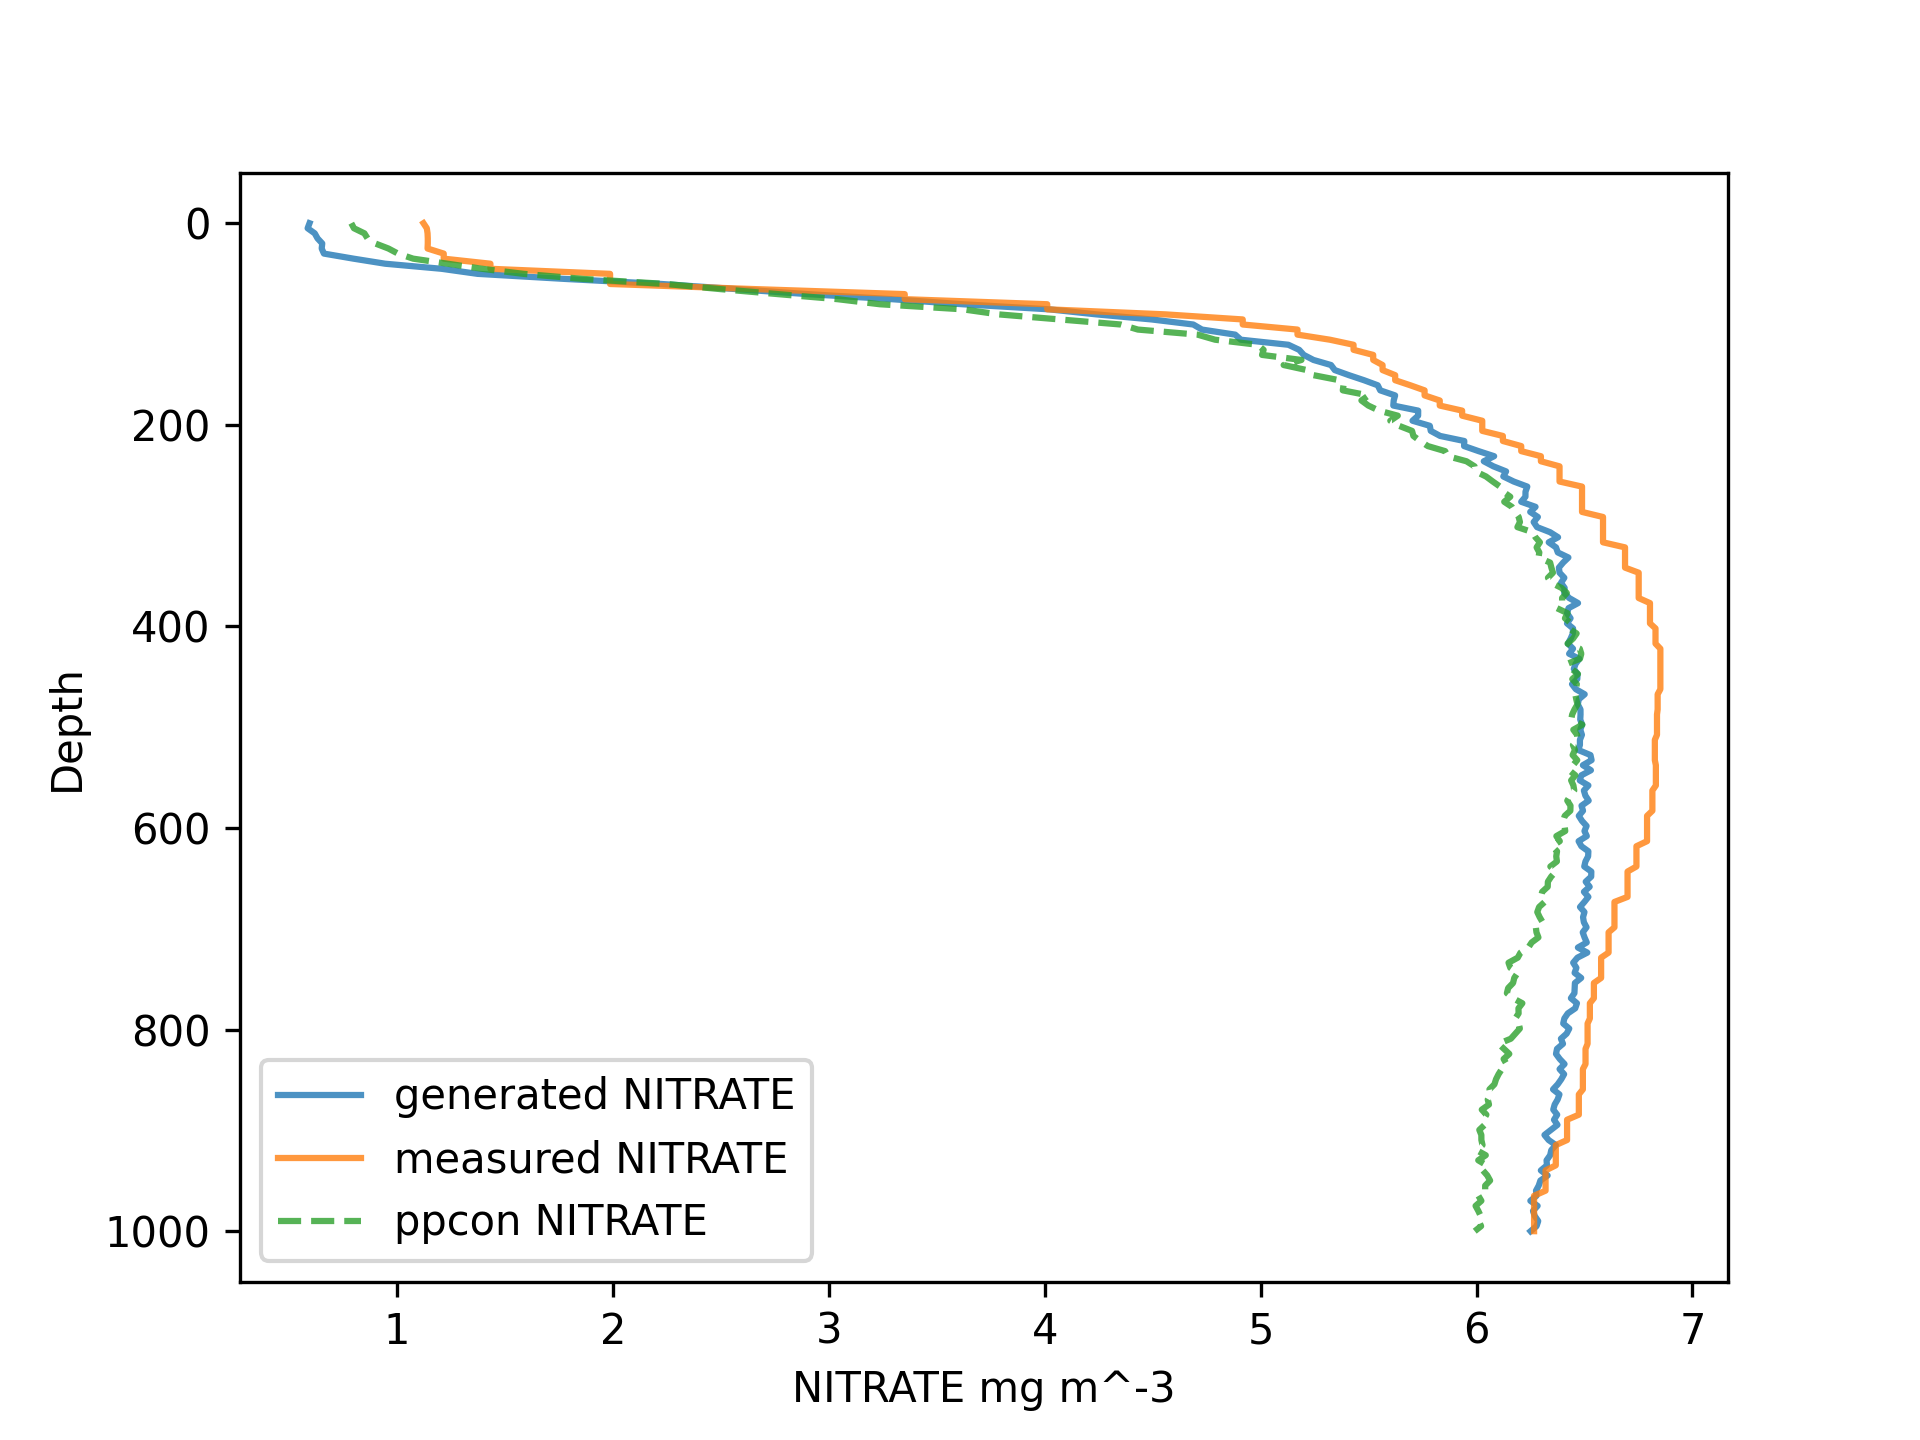 0
200
400
600
800
1000
Depth
generated NITRATE
measured NITRATE
ppcon NITRATE
1 2 3 4 5 6 7
NITRATE mg m^-3